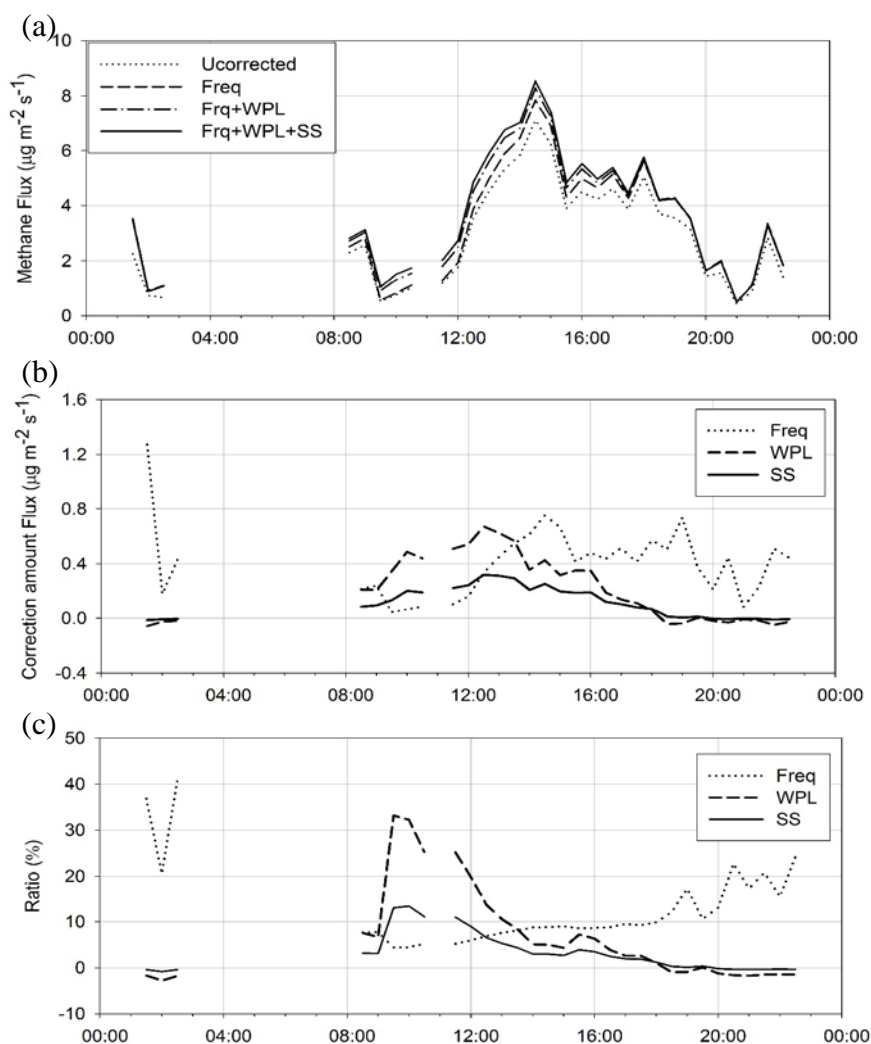 (a)
10
8
6
4
2
0
Methane Flux (μg m⁻² s⁻¹)
Ucorrected
Freq
Frq+WPL
Frq+WPL+SS
00:00 04:00 08:00 12:00 16:00 20:00 00:00
(b)
1.6
1.2
0.8
0.4
0.0
-0.4
Correction amount Flux (μg m⁻² s⁻¹)
Freq
WPL
SS
00:00 04:00 08:00 12:00 16:00 20:00 00:00
(c)
50
40
30
20
10
0
-10
Ratio (%)
Freq
WPL
SS
00:00 04:00 08:00 12:00 16:00 20:00 00:00